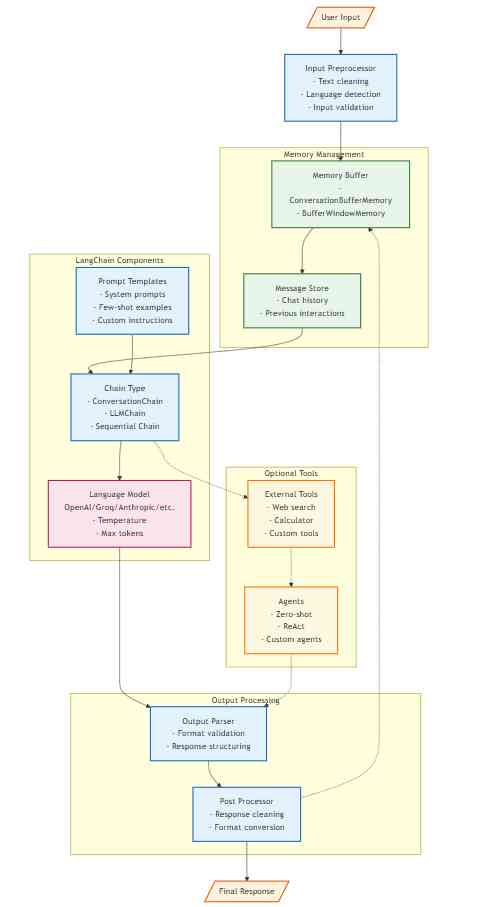 User Input
Input Preprocessor
- Text cleaning
- Language detection
- Input validation
Memory Management
Memory Buffer
-
ConversationBufferMemory
- BufferWindowMemory
LangChain Components
Prompt Templates
- System prompts
- Few-shot examples
- Custom instructions
Message Store
- Chat history
- Previous interactions
Chain Type
- ConversationChain
- LLMChain
- Sequential Chain
Optional Tools
Language Model
OpenAI/Groq/Anthropic/etc.
- Temperature
- Max tokens
External Tools
- Web search
- Calculator
- Custom tools
Agents
- Zero-shot
- ReAct
- Custom agents
Output Processing
Output Parser
- Format validation
- Response structuring
Post Processor
- Response cleaning
- Format conversion
Final Response